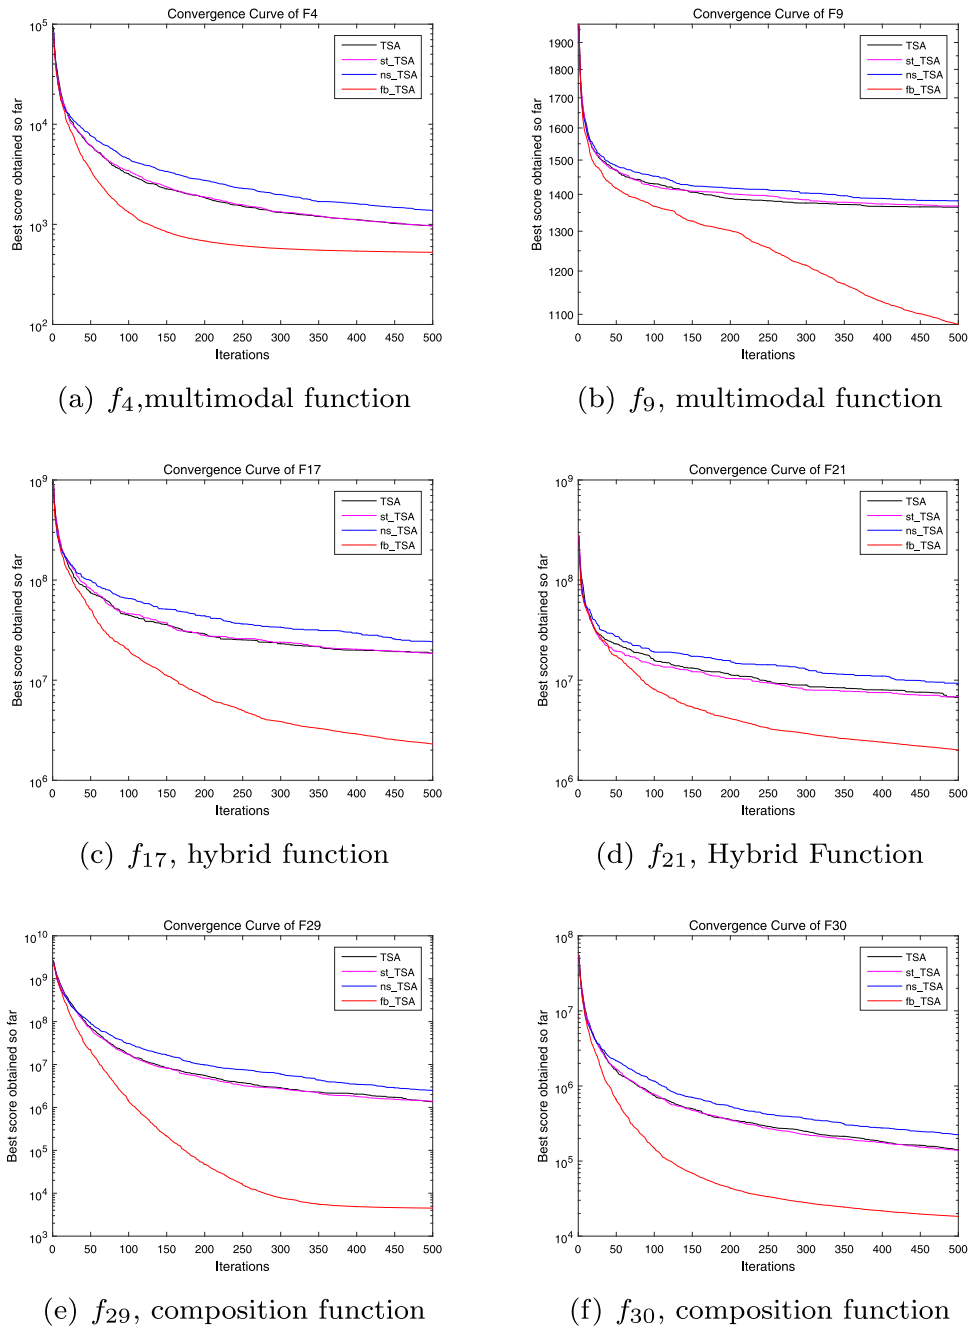 Convergence Curve of F4
Best score obtained so far
10^5
10^4
10^3
10^2
TSA
st_TSA
ns_TSA
fb_TSA
0 50 100 150 200 250 300 350 400 450 500
Iterations
(a) f4,multimodal function
Convergence Curve of F9
Best score obtained so far
1900
1800
1700
1600
1500
1400
1300
1200
1100
TSA
st_TSA
ns_TSA
fb_TSA
0 50 100 150 200 250 300 350 400 450 500
Iterations
(b) f9, multimodal function
Convergence Curve of F17
Best score obtained so far
10^9
10^8
10^7
10^6
TSA
st_TSA
ns_TSA
fb_TSA
0 50 100 150 200 250 300 350 400 450 500
Iterations
(c) f17, hybrid function
Convergence Curve of F21
Best score obtained so far
10^9
10^8
10^7
10^6
TSA
st_TSA
ns_TSA
fb_TSA
0 50 100 150 200 250 300 350 400 450 500
Iterations
(d) f21, Hybrid Function
Convergence Curve of F29
Best score obtained so far
10^10
10^9
10^8
10^7
10^6
10^5
10^4
10^3
TSA
st_TSA
ns_TSA
fb_TSA
0 50 100 150 200 250 300 350 400 450 500
Iterations
(e) f29, composition function
Convergence Curve of F30
Best score obtained so far
10^8
10^7
10^6
10^5
10^4
TSA
st_TSA
ns_TSA
fb_TSA
0 50 100 150 200 250 300 350 400 450 500
Iterations
(f) f30, composition function